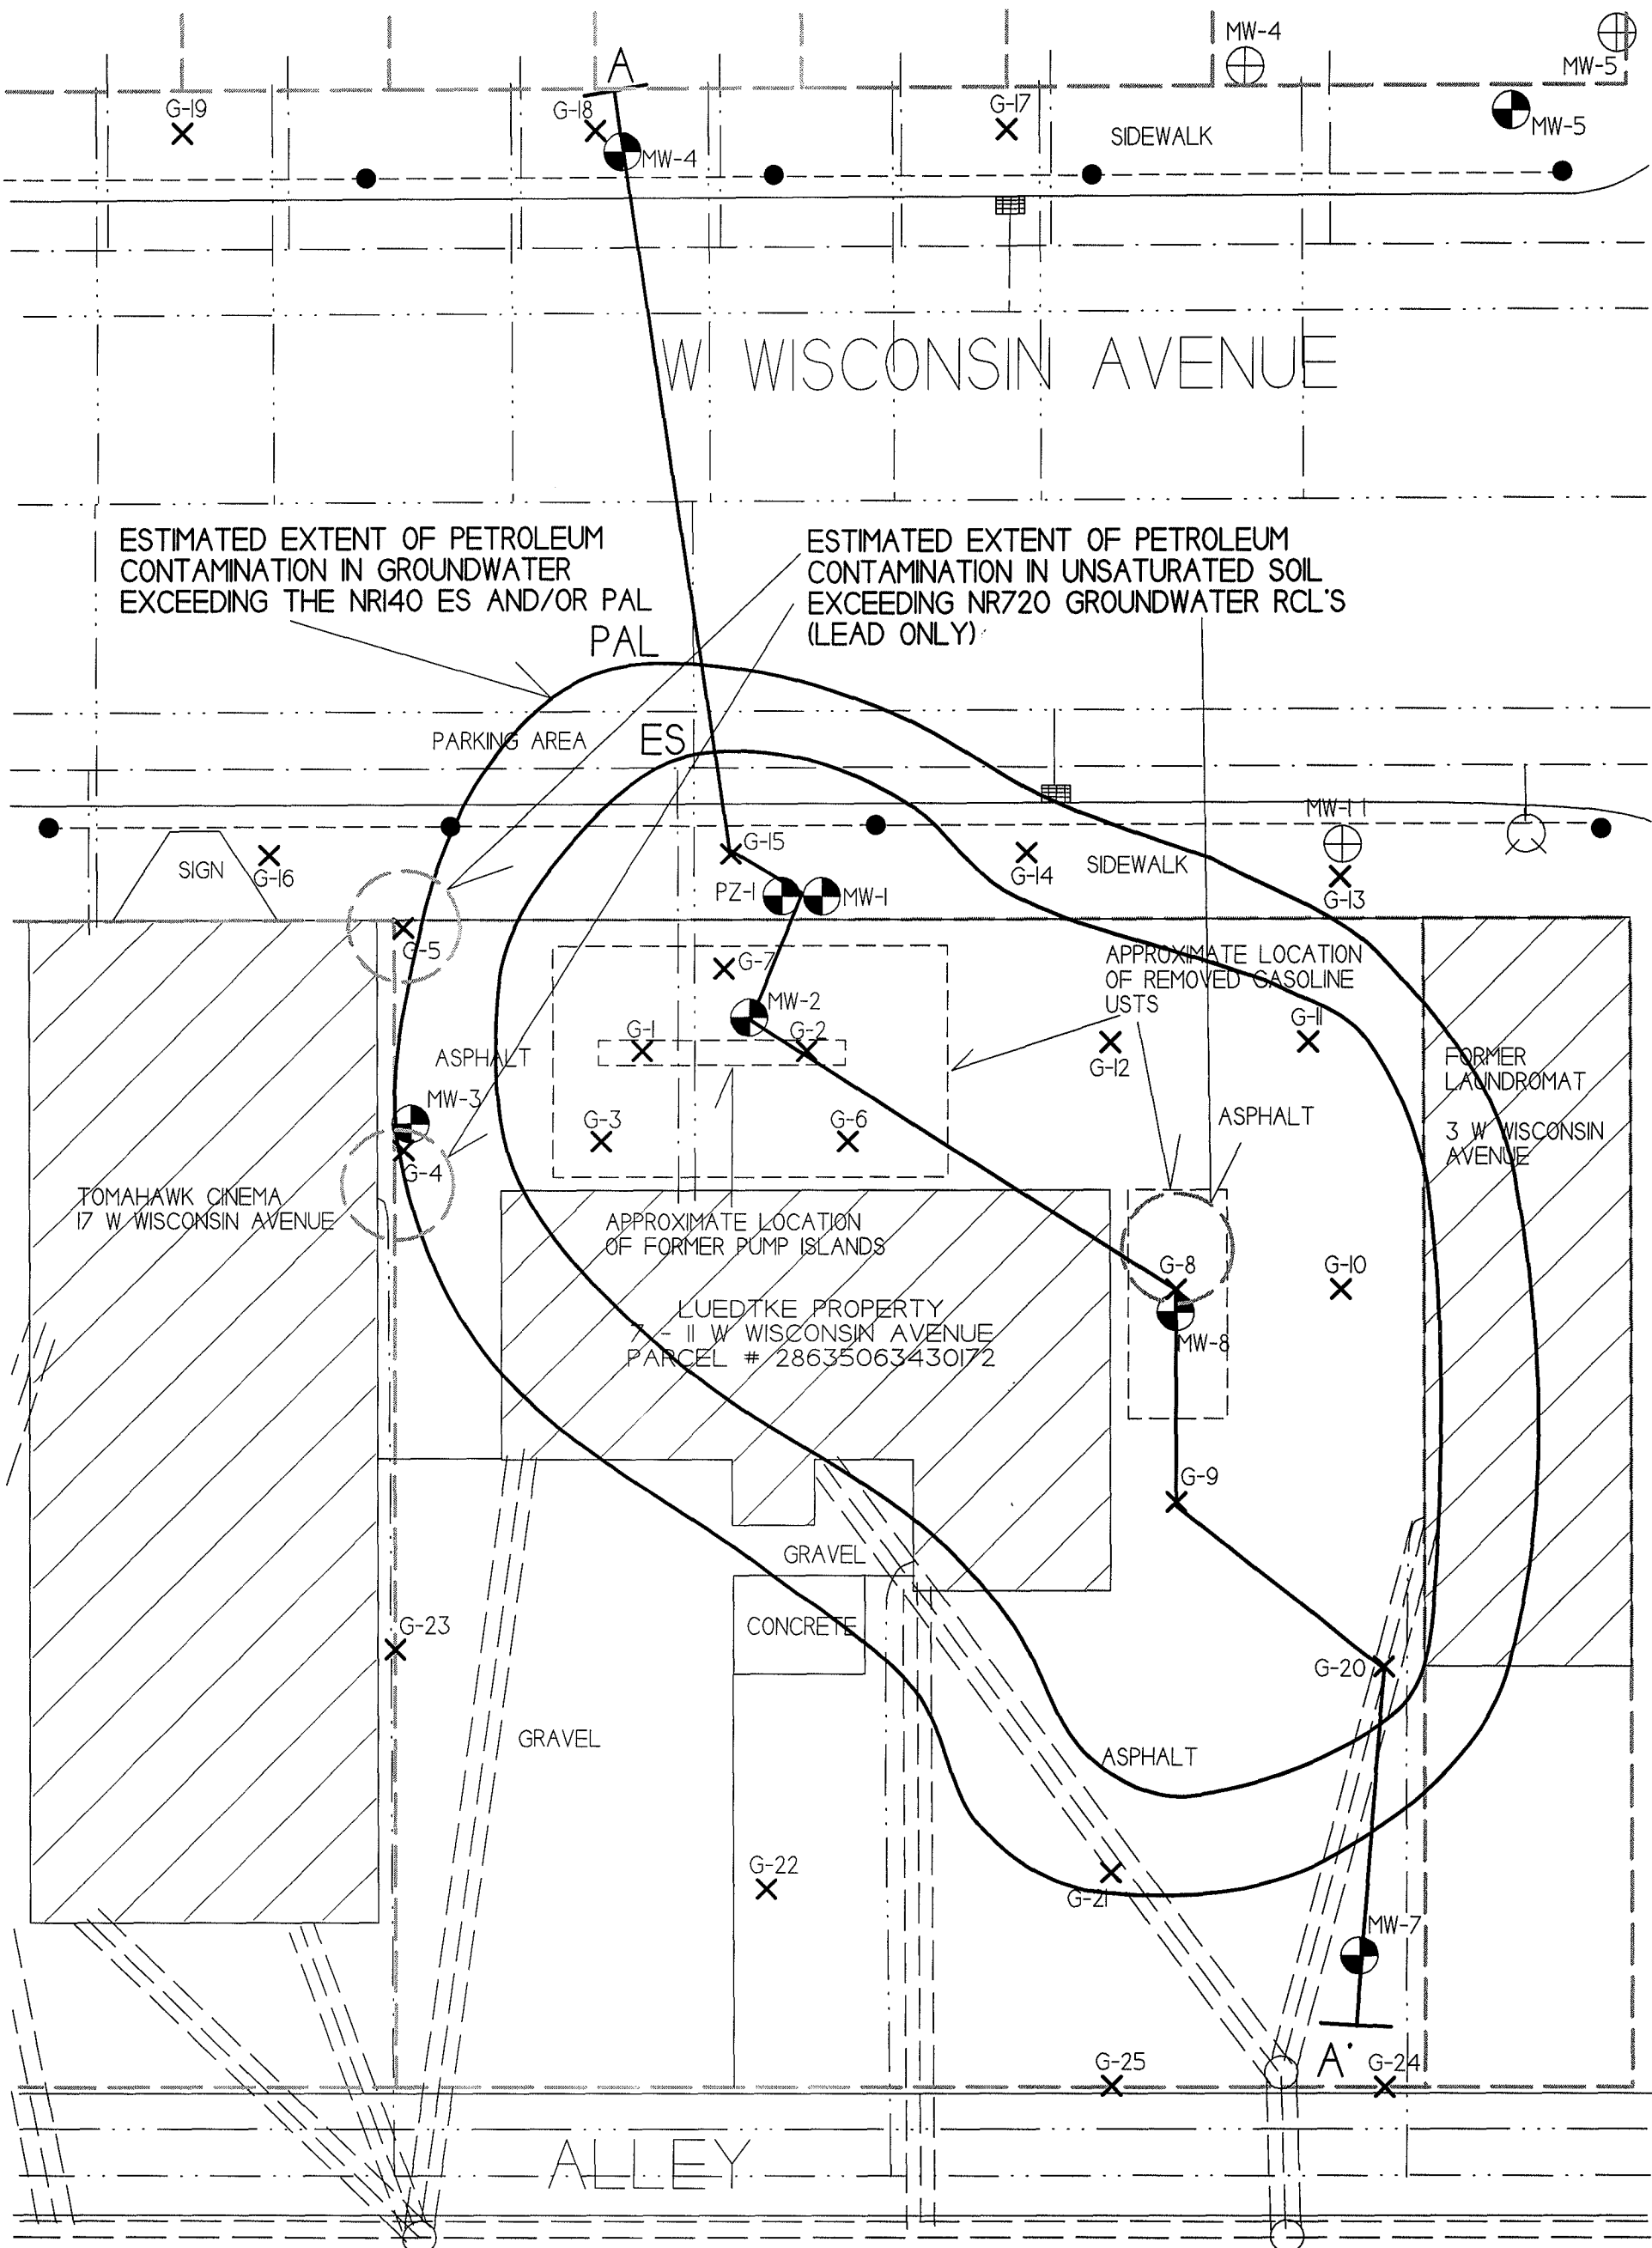 MW-4
MW-5
A
G-19
G-18
G-17
SIDEWALK
MW-5
MW-4
W WISCONSIN AVENUE
ESTIMATED EXTENT OF PETROLEUM
CONTAMINATION IN GROUNDWATER
EXCEEDING THE NR140 ES AND/OR PAL
ESTIMATED EXTENT OF PETROLEUM
CONTAMINATION IN UNSATURATED SOIL
EXCEEDING NR720 GROUNDWATER RCL'S
(LEAD ONLY)
PAL
PARKING AREA
ES
MW-11
G-15
SIGN
G-16
G-14
SIDEWALK
PZ-1
MW-1
G-13
G-5
G-7
APPROXIMATE LOCATION
OF REMOVED GASOLINE
USTS
MW-2
G-1
G-2
G-11
G-12
ASPHALT
FORMER
LAUNDROMAT
3 W WISCONSIN
AVENUE
MW-3
G-3
G-6
ASPHALT
G-4
TOMAHAWK CINEMA
17 W WISCONSIN AVENUE
APPROXIMATE LOCATION
OF FORMER PUMP ISLANDS
G-8
G-10
LUEDTKE PROPERTY
7 - 11 W WISCONSIN AVENUE
PARCEL # 28635063430172
MW-8
G-9
GRAVEL
CONCRETE
G-23
G-20
GRAVEL
ASPHALT
G-22
G-21
MW-7
A'
G-25
G-24
ALLEY